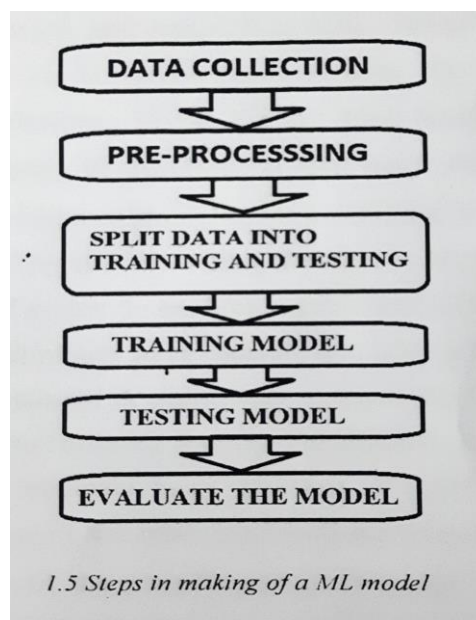 DATA COLLECTION
PRE-PROCESSSING
SPLIT DATA INTO
TRAINING AND TESTING
TRAINING MODEL
TESTING MODEL
EVALUATE THE MODEL
1.5 Steps in making of a ML model